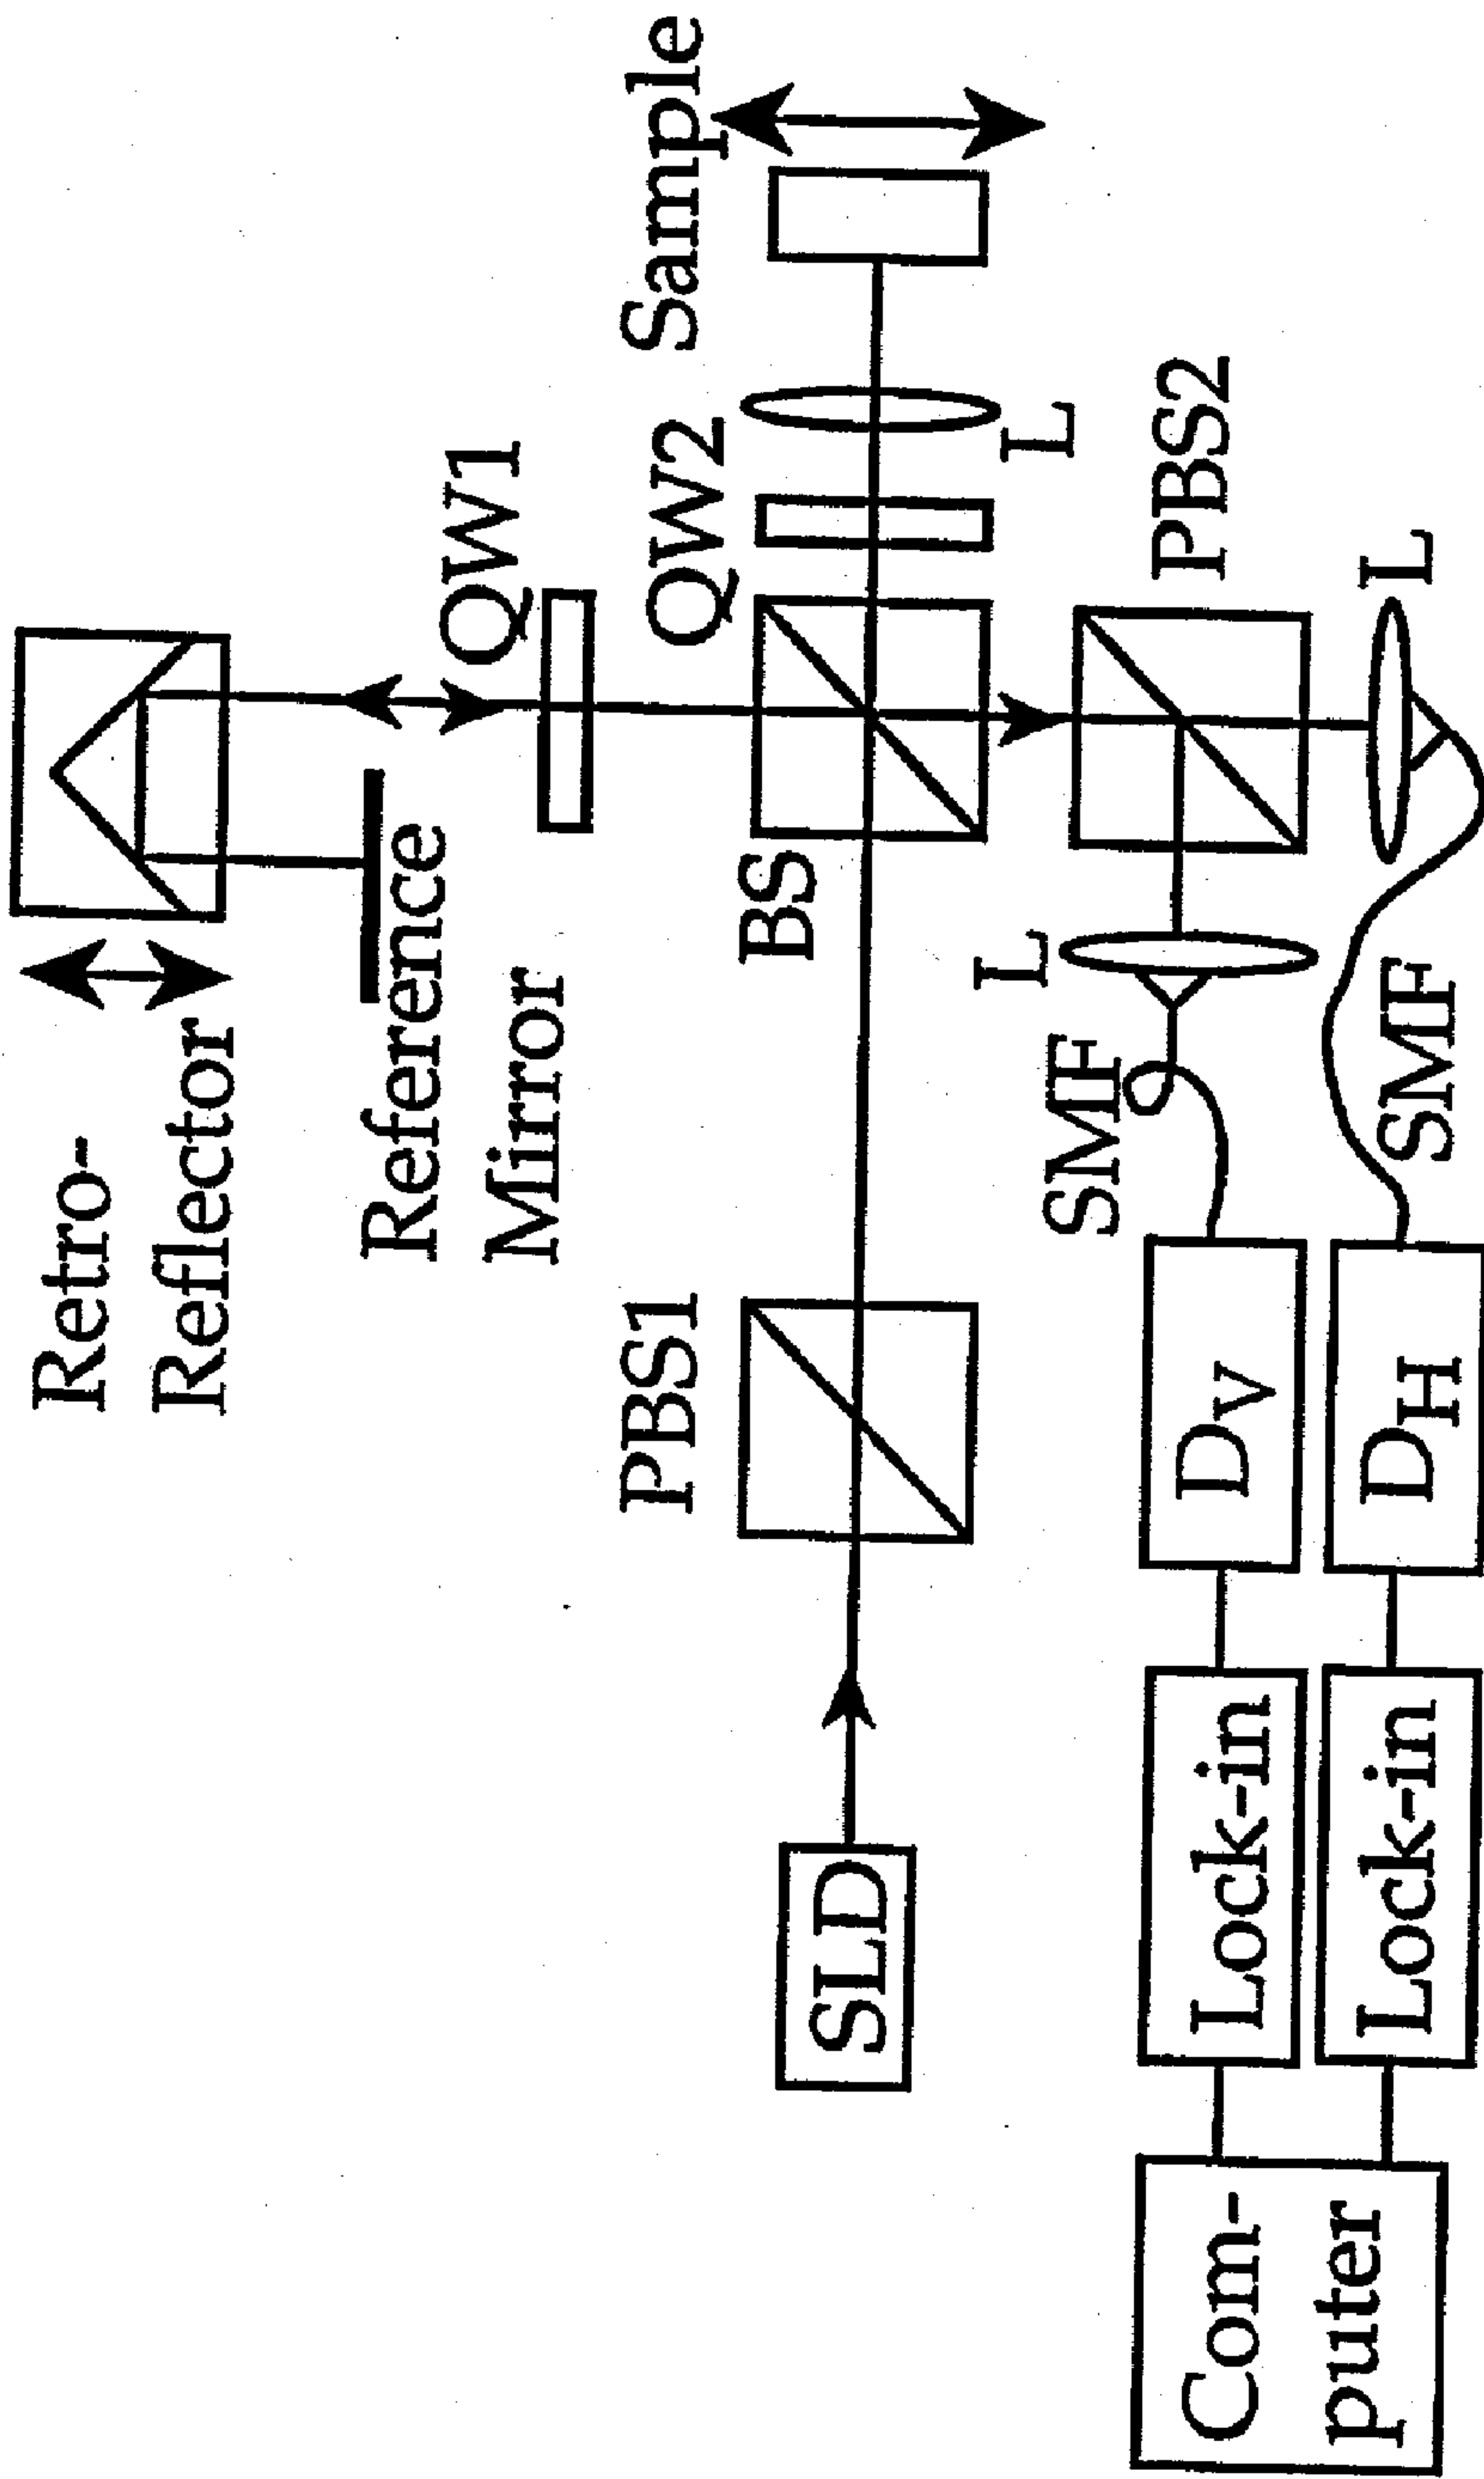 Retro-
Reflector
Reference
Mirror
QW1
QW2
Sample
SLD
PBS1
BS
L
L
PBS2
SMF
L
SMF
Com-
puter
Lock-in
DV
Lock-in
DH